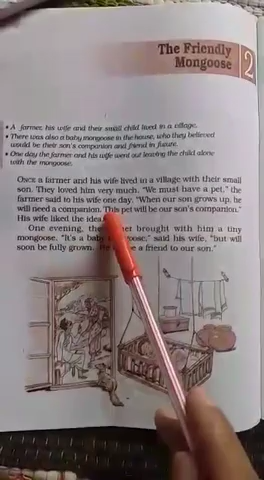 The Friendly
Mongoose
2
• A farmer, his wife and their small child lived in a village.
• There was also a baby mongoose in the house, who they believed
would be their son's companion and friend in future.
• One day the farmer and his wife went out leaving the child alone
with the mongoose.
ONCE a farmer and his wife lived in a village with their small
son. They loved him very much. "We must have a pet," the
farmer said to his wife one day. "When our son grows up, he
will need a companion. This pet will be our son's companion."
His wife liked the idea.
One evening, the brought with him a tiny
mongoose. "It's a baby said his wife, "but will
soon be fully grown. a friend to our son."